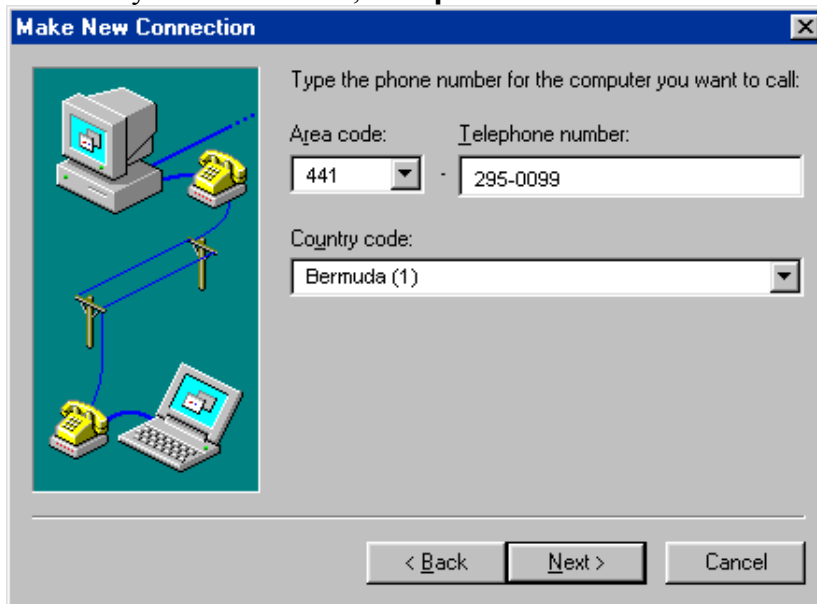 Make New Connection
Type the phone number for the computer you want to call:
Area code: Telephone number:
441 - 295-0099
Country code:
Bermuda (1)
< Back Next > Cancel